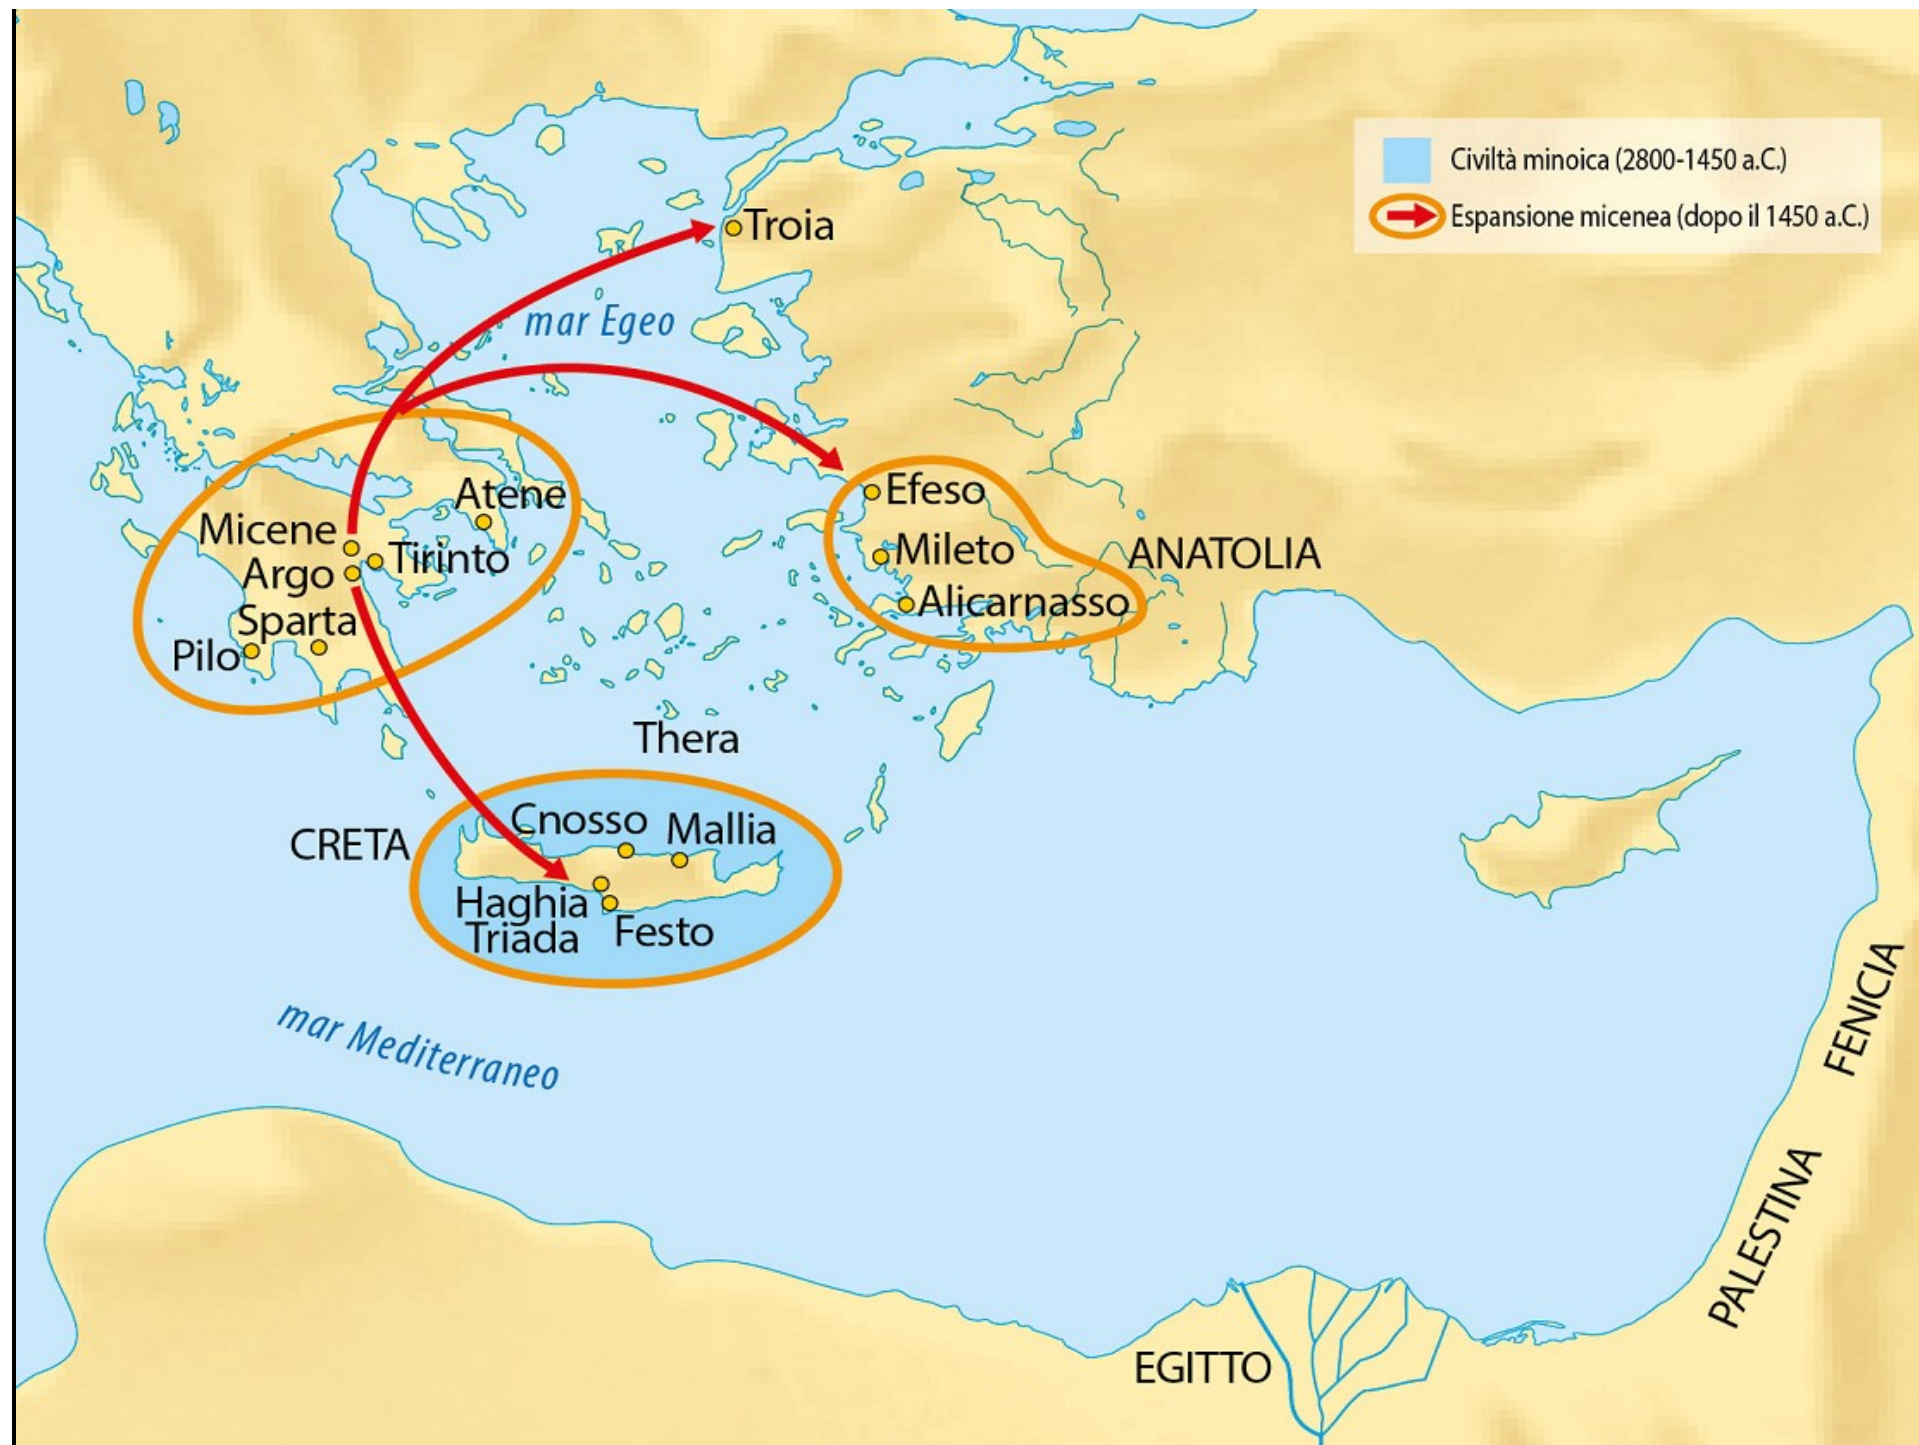 Civiltà minoica (2800-1450 a.C.)
Espansione micenea (dopo il 1450 a.C.)
Troia
mar Egeo
Atene
Efeso
Micene
Tirinto
Mileto
ANATOLIA
Argo
Alicarnasso
Sparta
Pilo
Thera
Cnosso
Mallia
CRETA
Haghia
Triada
Festo
mar Mediterraneo
FENICIA
PALESTINA
EGITTO